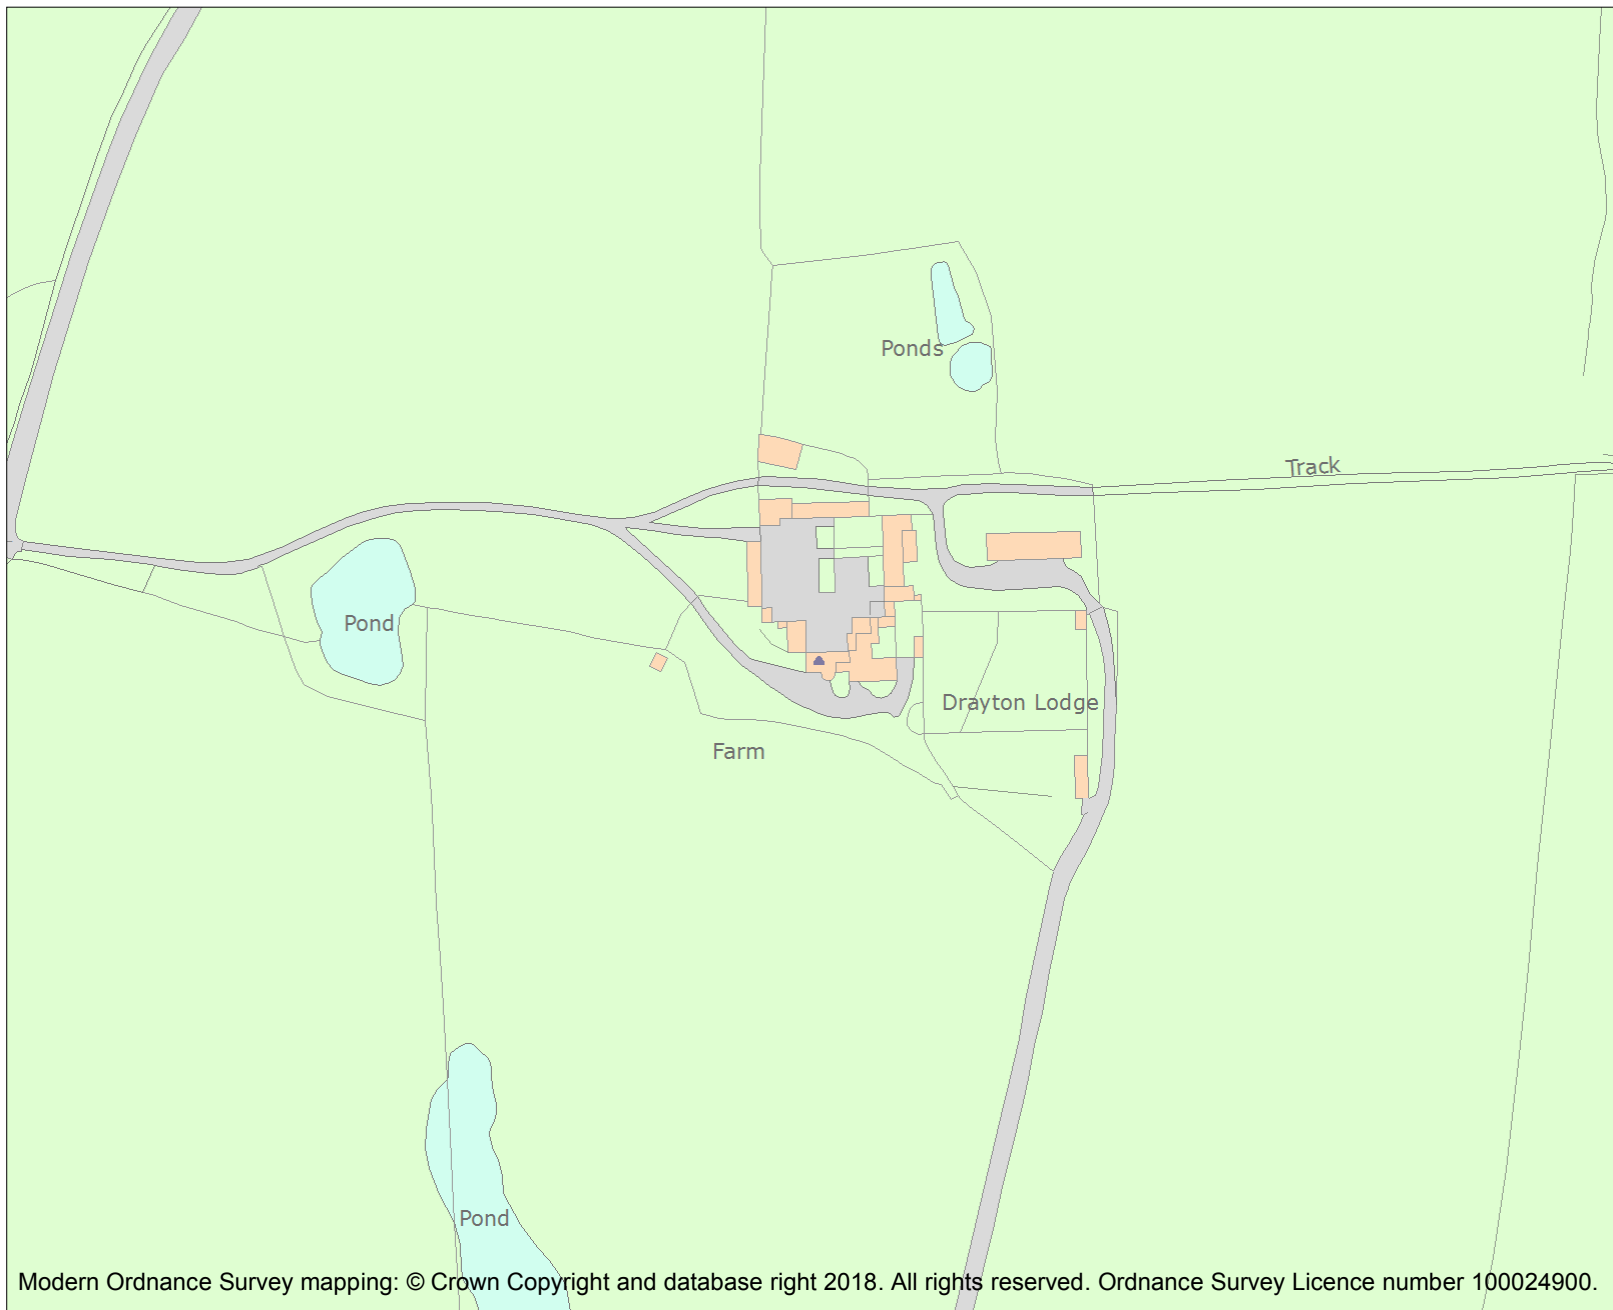 Ponds
Track
Pond
Drayton Lodge
Farm
Pond
Modern Ordnance Survey mapping: © Crown Copyright and database right 2018. All rights reserved. Ordnance Survey Licence number 100024900.